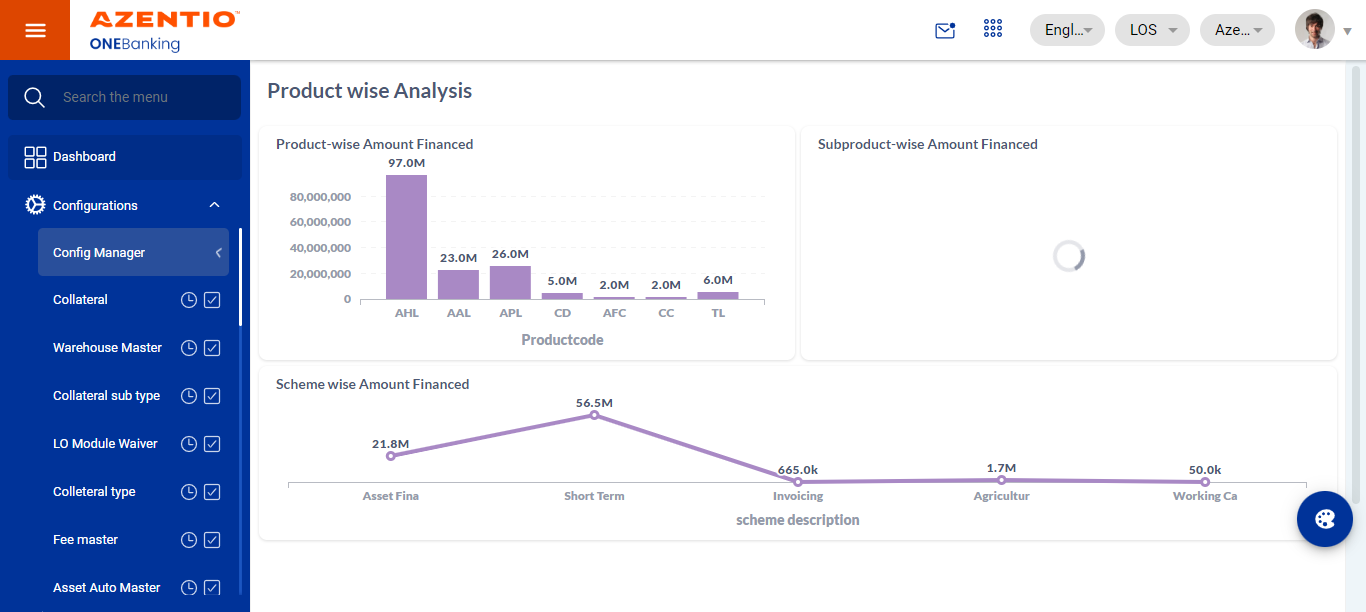 AZENTIO™
ONEBanking
Engl...
LOS
Aze...
Search the menu
Dashboard
Configurations
Config Manager
Collateral
Warehouse Master
Collateral sub type
LO Module Waiver
Colleteral type
Fee master
Asset Auto Master
Product wise Analysis
Product-wise Amount Financed
97.0M
80,000,000
60,000,000
40,000,000
20,000,000
0
23.0M
26.0M
5.0M
2.0M
2.0M
6.0M
AHL AAL APL CD AFC CC TL
Productcode
Subproduct-wise Amount Financed
Scheme wise Amount Financed
21.8M
56.5M
665.0k
1.7M
50.0k
Asset Fina Short Term Invoicing Agricultur Working Ca
scheme description